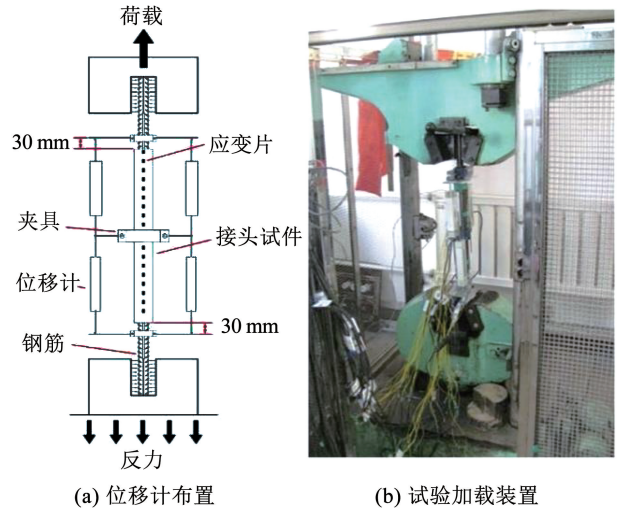 荷载
30 mm
应变片
夹具
接头试件
位移计
30 mm
钢筋
反力
(a) 位移计布置
(b) 试验加载装置